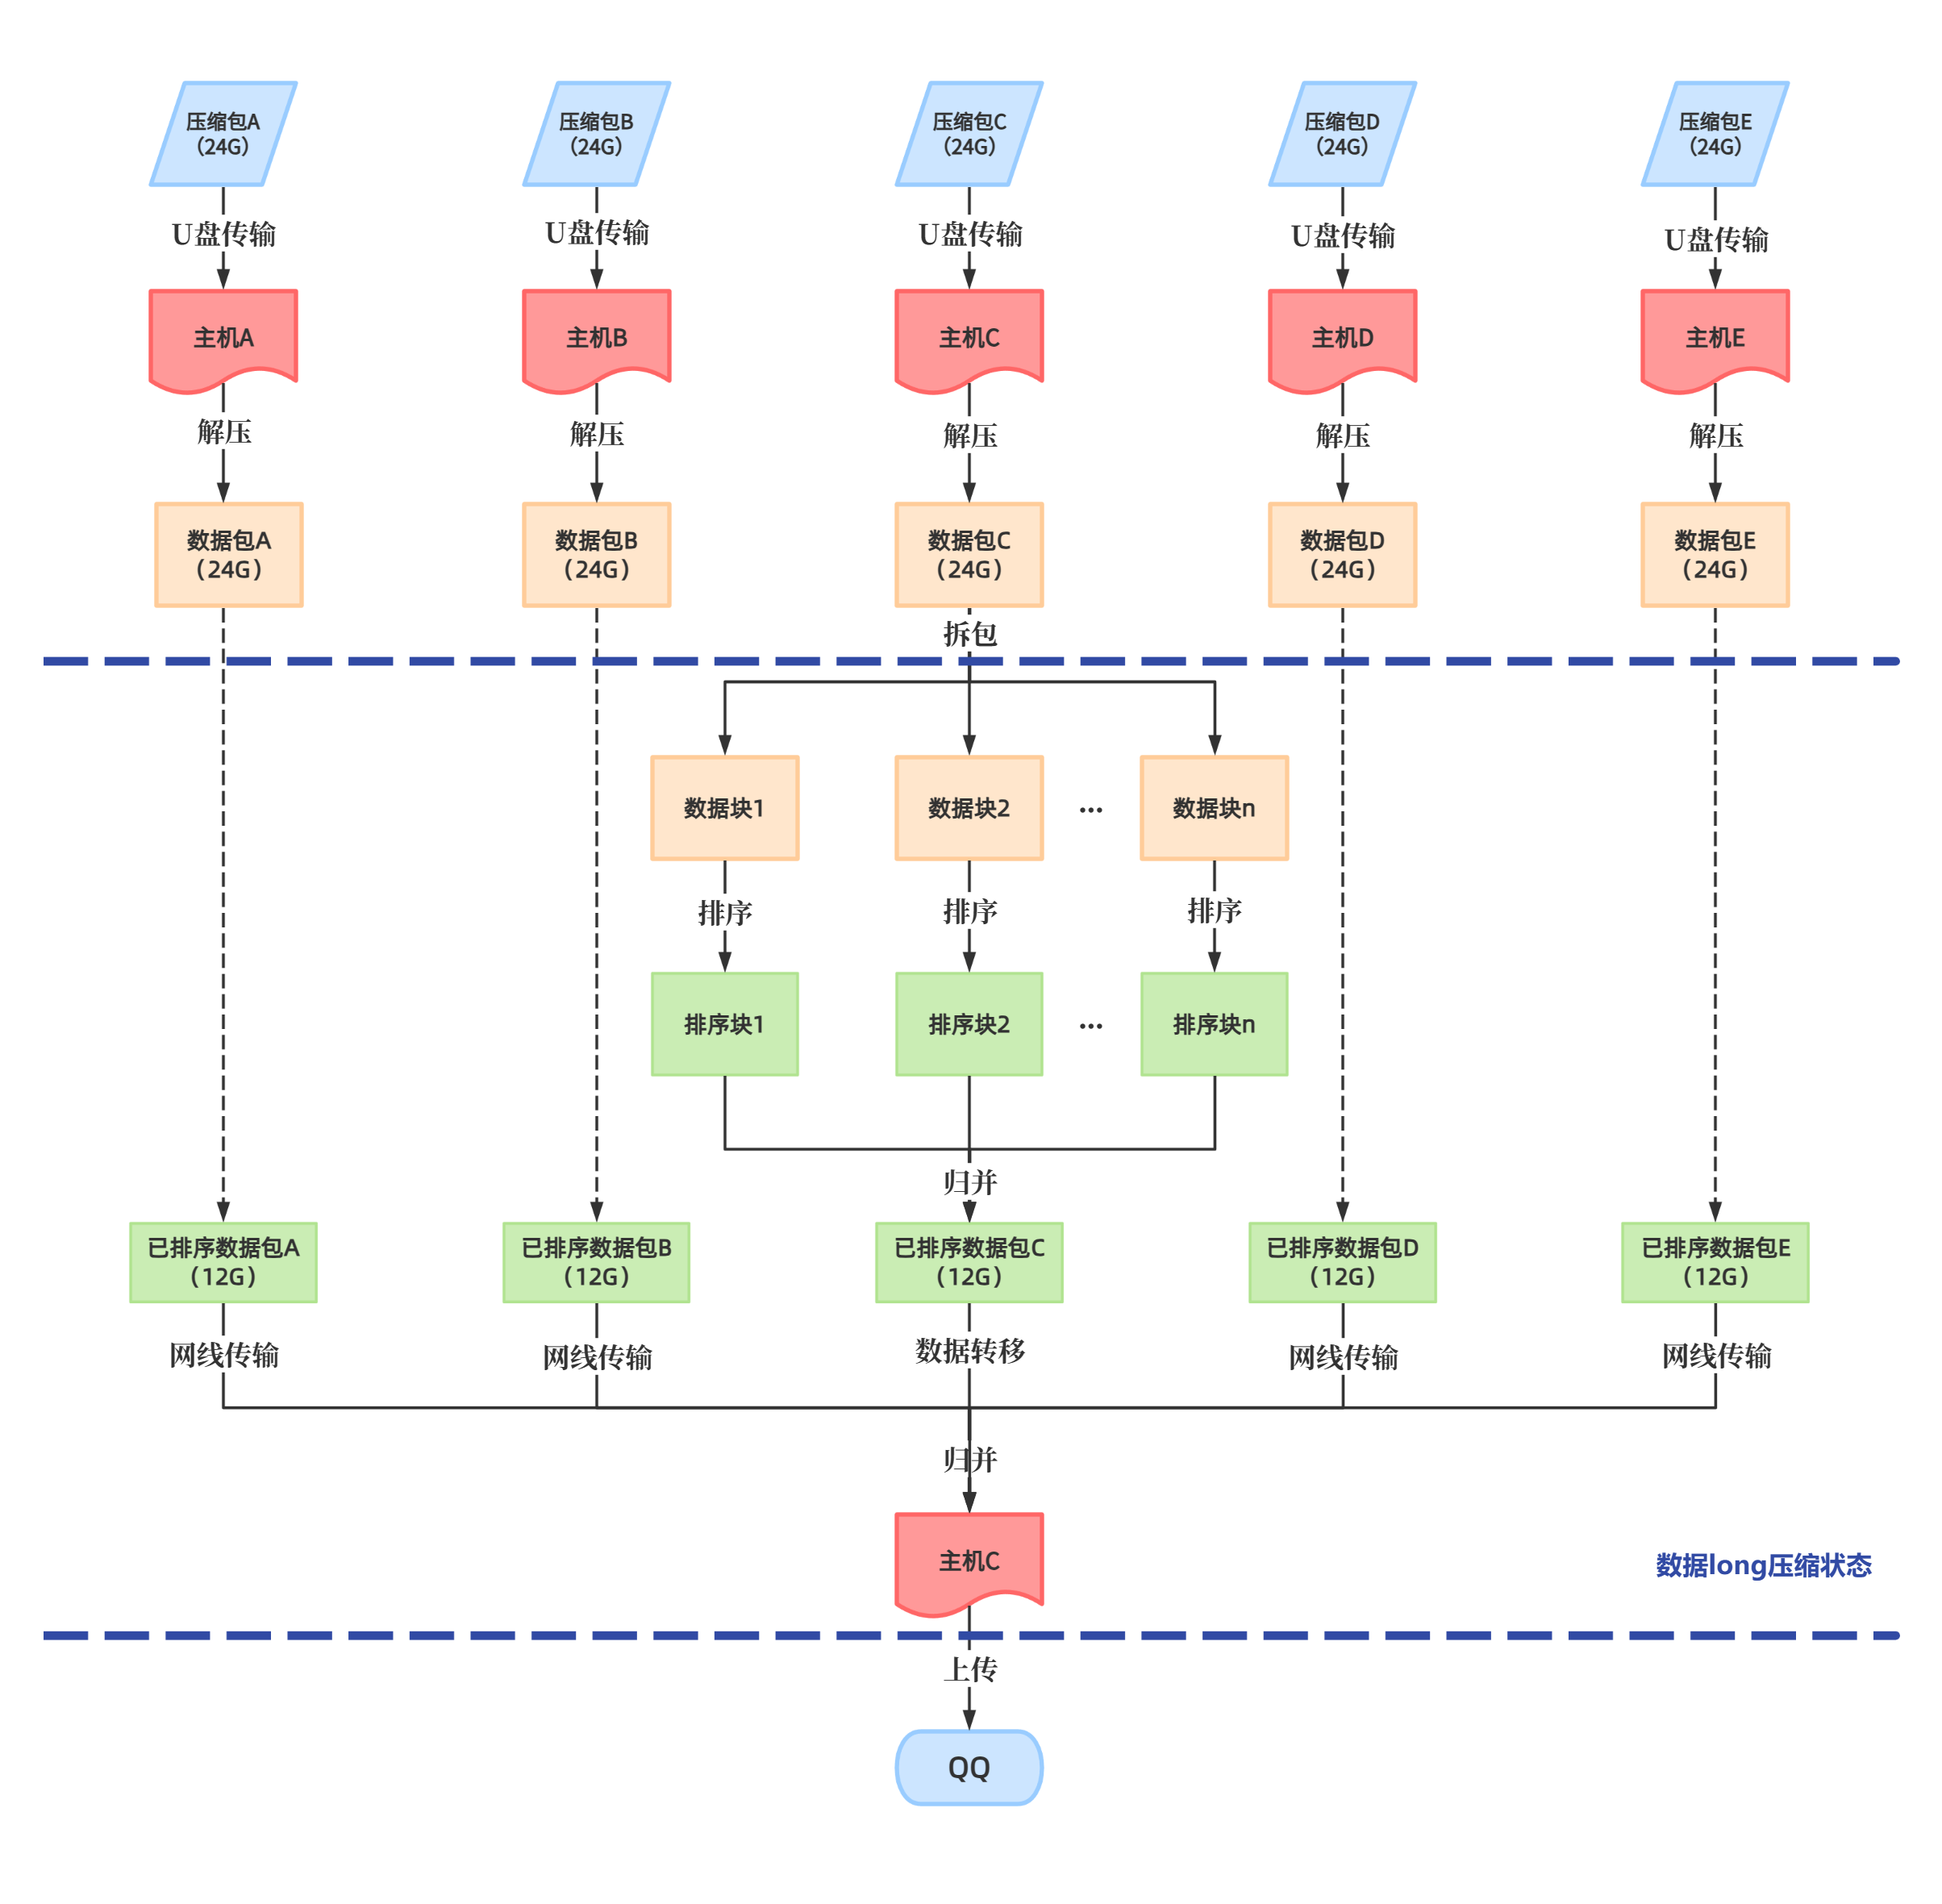 压缩包A
（24G）
压缩包B
（24G）
压缩包C
（24G）
压缩包D
（24G）
压缩包E
（24G）
U盘传输
U盘传输
U盘传输
U盘传输
U盘传输
主机A
主机B
主机C
主机D
主机E
解压
解压
解压
解压
解压
数据包A
（24G）
数据包B
（24G）
数据包C
（24G）
数据包D
（24G）
数据包E
（24G）
拆包
数据块1
数据块2
...
数据块n
排序
排序
排序
排序块1
排序块2
...
排序块n
归并
已排序数据包A
（12G）
已排序数据包B
（12G）
已排序数据包C
（12G）
已排序数据包D
（12G）
已排序数据包E
（12G）
网线传输
网线传输
数据转移
网线传输
网线传输
归并
主机C
数据long压缩状态
上传
QQ